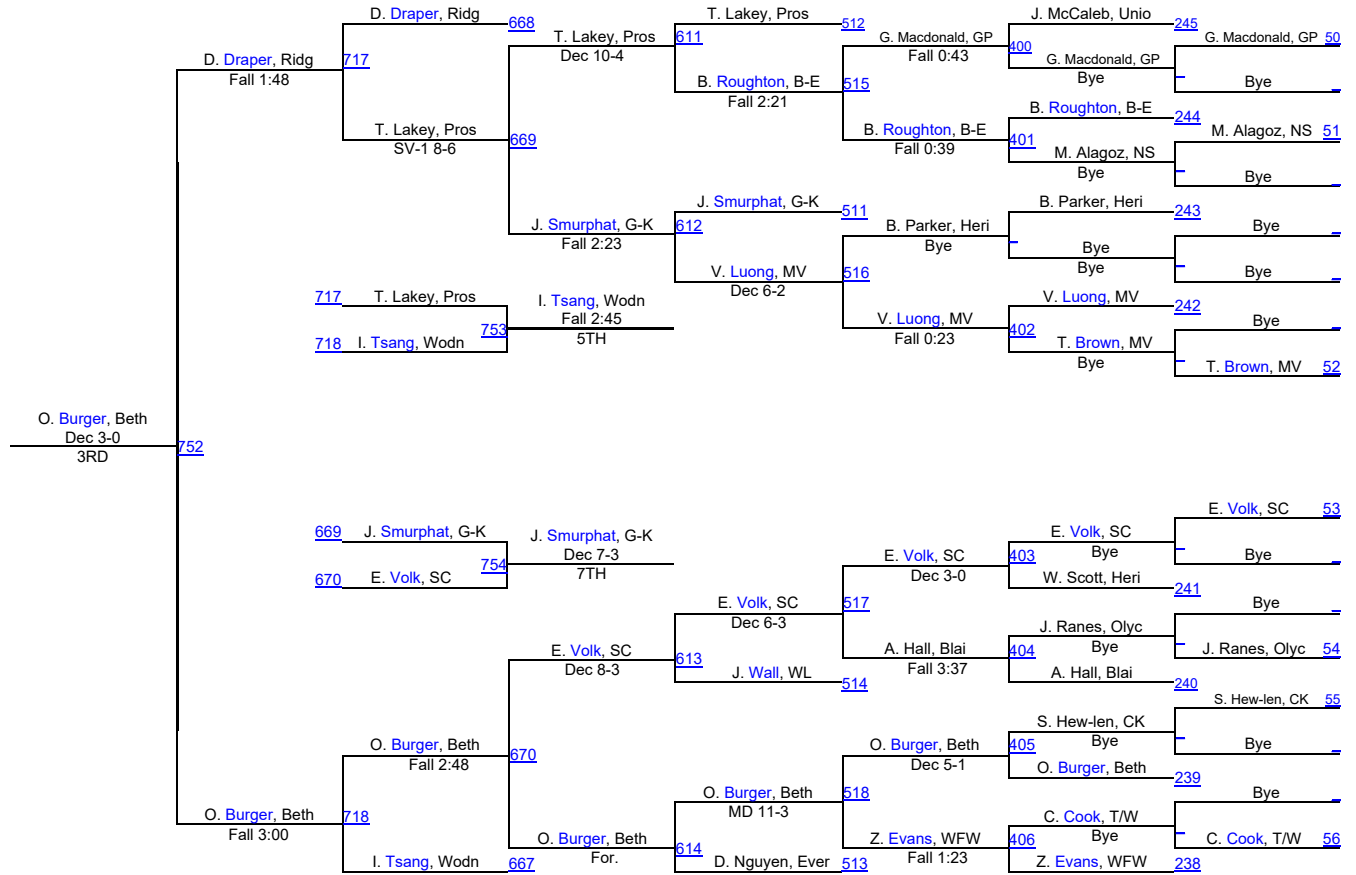 D. Draper, Ridg
668
T. Lakey, Pros
512
J. McCaleb, Unio
245
T. Lakey, Pros
611
Dec 10-4
G. Macdonald, GP
Fall 0:43
400
G. Macdonald, GP 50
G. Macdonald, GP
Bye
D. Draper, Ridg
717
Fall 1:48
B. Roughton, B-E
515
Fall 2:21
Bye
B. Roughton, B-E
244
T. Lakey, Pros
669
SV-1 8-6
B. Roughton, B-E
401
Fall 0:39
M. Alagoz, NS 51
M. Alagoz, NS
Bye
Bye
J. Smurphat, G-K
511
B. Parker, Heri
243
J. Smurphat, G-K
612
Fall 2:23
B. Parker, Heri
Bye
Bye
Bye
Bye
V. Luong, MV
516
Dec 6-2
Bye
717
T. Lakey, Pros
I. Tsang, Wodn
Fall 2:45
5TH
753
718
I. Tsang, Wodn
V. Luong, MV
242
V. Luong, MV
402
Fall 0:23
Bye
T. Brown, MV
Bye
T. Brown, MV 52
O. Burger, Beth
Dec 3-0
3RD
752
E. Volk, SC 53
669
J. Smurphat, G-K
J. Smurphat, G-K
Dec 7-3
7TH
754
670
E. Volk, SC
E. Volk, SC
Bye
E. Volk, SC
403
Dec 3-0
Bye
W. Scott, Heri
241
E. Volk, SC
517
Dec 6-3
Bye
J. Ranes, Olyc
Bye
E. Volk, SC
613
Dec 8-3
A. Hall, Blai
404
Fall 3:37
J. Ranes, Olyc 54
J. Wall, WL
514
A. Hall, Blai
240
S. Hew-len, CK 55
O. Burger, Beth
670
Fall 2:48
O. Burger, Beth
405
Dec 5-1
S. Hew-len, CK
Bye
Bye
O. Burger, Beth
239
O. Burger, Beth
518
MD 11-3
Bye
O. Burger, Beth
718
Fall 3:00
C. Cook, T/W
Bye
O. Burger, Beth
614
For.
Z. Evans, WFW
406
Fall 1:23
C. Cook, T/W 56
I. Tsang, Wodn
667
D. Nguyen, Ever
513
Z. Evans, WFW
238